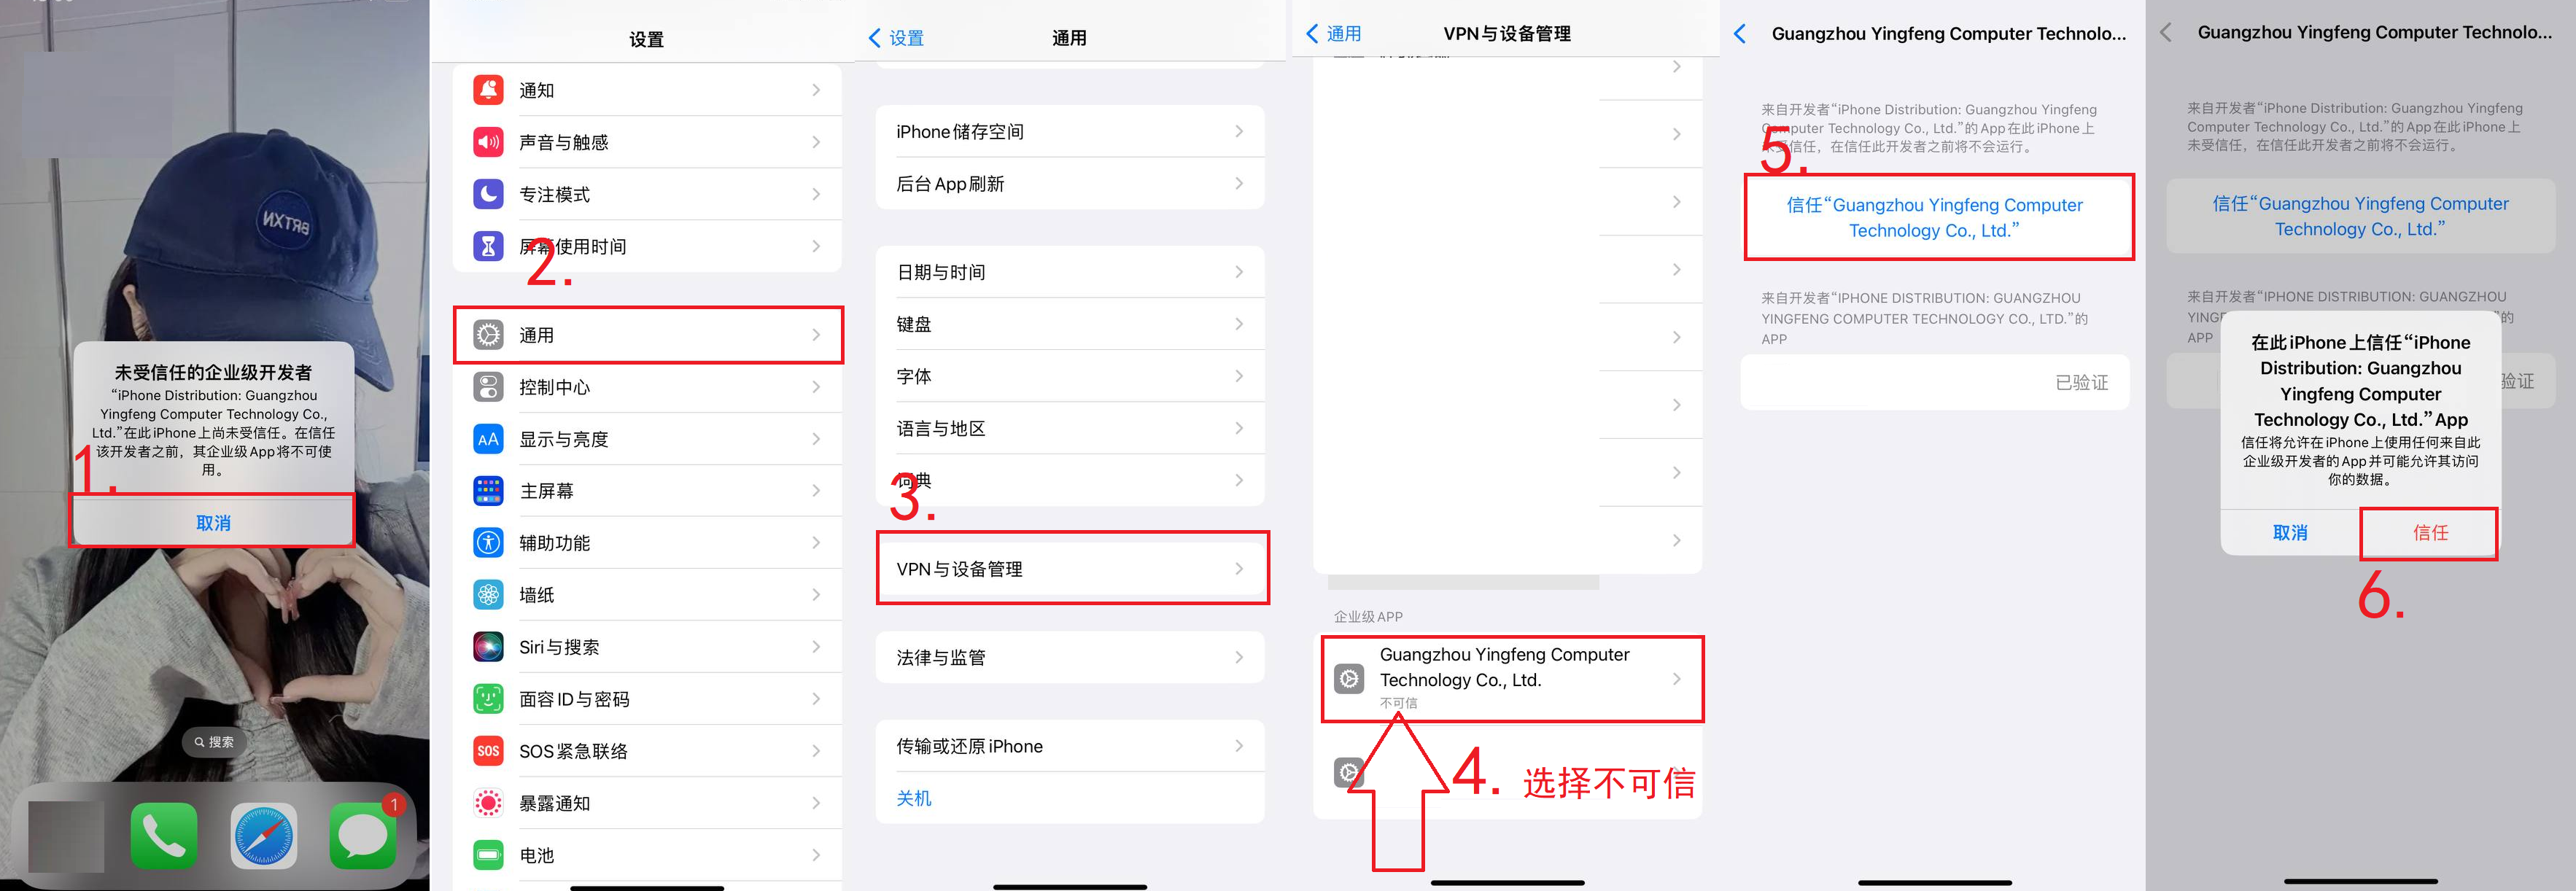 BRTXN
未受信任的企业级开发者
“iPhone Distribution: Guangzhou
Yingfeng Computer Technology Co.,
Ltd.”在此iPhone上尚未受信任。在信任
该开发者之前，其企业级App将不可使
用。
1.
取消
搜索
1
设置
通知
声音与触感
专注模式
屏幕使用时间
2.
通用
控制中心
AA
显示与亮度
主屏幕
辅助功能
墙纸
Siri与搜索
面容ID与密码
SOS
SOS紧急联络
暴露通知
电池
设置
通用
iPhone储存空间
后台App刷新
日期与时间
键盘
字体
语言与地区
词典
3.
VPN与设备管理
法律与监管
传输或还原iPhone
关机
通用
VPN与设备管理
企业级APP
Guangzhou Yingfeng Computer
Technology Co., Ltd.
不可信
4. 选择不可信
Guangzhou Yingfeng Computer Technolo...
来自开发者“iPhone Distribution: Guangzhou Yingfeng
Computer Technology Co., Ltd.”的App在此iPhone上
未受信任，在信任此开发者之前将不会运行。
5.
信任“Guangzhou Yingfeng Computer
Technology Co., Ltd.”
来自开发者“IPHONE DISTRIBUTION: GUANGZHOU
YINGFENG COMPUTER TECHNOLOGY CO., LTD.”的
APP
已验证
Guangzhou Yingfeng Computer Technolo...
来自开发者“iPhone Distribution: Guangzhou Yingfeng
Computer Technology Co., Ltd.”的App在此iPhone上
未受信任，在信任此开发者之前将不会运行。
信任“Guangzhou Yingfeng Computer
Technology Co., Ltd.”
来自开发者“IPHONE DISTRIBUTION: GUANGZHOU
的
APP
验证
在此iPhone上信任“iPhone
Distribution: Guangzhou
Yingfeng Computer
Technology Co., Ltd.”App
信任将允许在iPhone上使用任何来自此
企业级开发者的App并可能允许其访问
你的数据。
取消
信任
6.